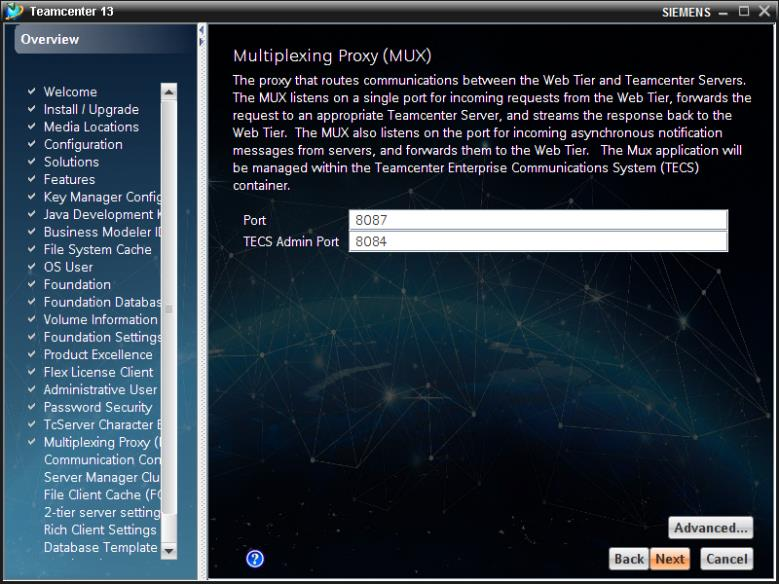 Teamcenter 13
SIEMENS
Overview
Welcome
Install / Upgrade
Media Locations
Configuration
Solutions
Features
Key Manager Config
Java Development K
Business Modeler ID
File System Cache
OS User
Foundation
Foundation Databas
Volume Information
Foundation Settings
Product Excellence
Flex License Client
Administrative User
Password Security
TcServer Character E
Multiplexing Proxy (
Communication Con
Server Manager Clu
File Client Cache (FC
2-tier server setting
Rich Client Settings
Database Template
Multiplexing Proxy (MUX)
The proxy that routes communications between the Web Tier and Teamcenter Servers.
The MUX listens on a single port for incoming requests from the Web Tier, forwards the
request to an appropriate Teamcenter Server, and streams the response back to the
Web Tier. The MUX also listens on the port for incoming asynchronous notification
messages from servers, and forwards them to the Web Tier. The Mux application will
be managed within the Teamcenter Enterprise Communications System (TECS)
container.
Port 8087
TECS Admin Port 8084
Advanced...
? Back Next Cancel